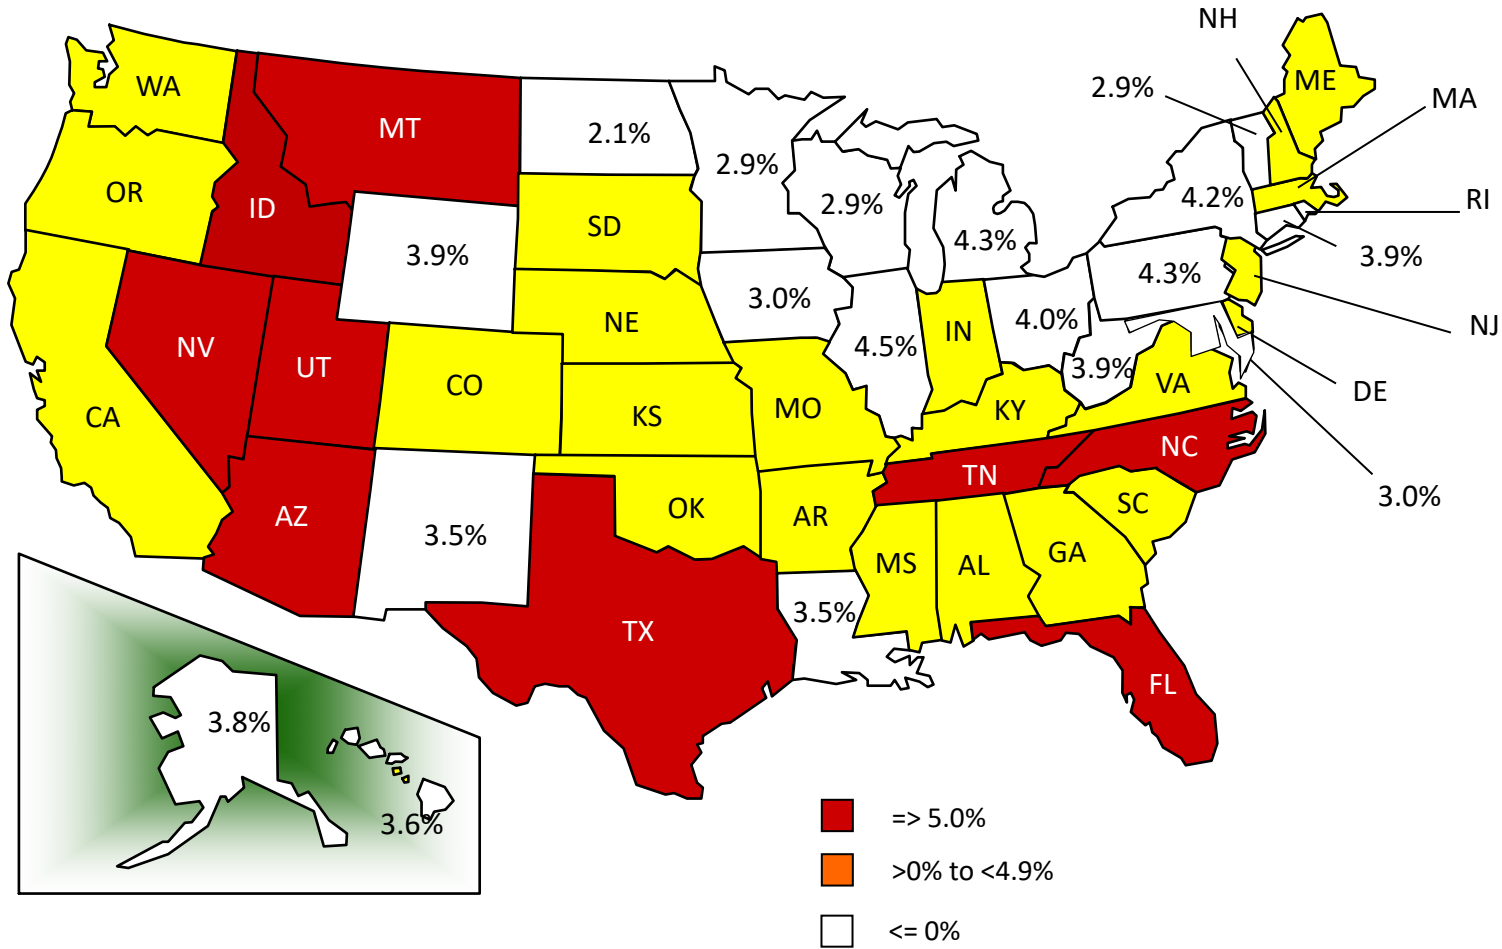 NH
ME
2.9%
MA
WA
MT
2.1%
2.9%
OR
ID
SD
2.9%
4.2%
RI
3.9%
4.3%
4.3%
3.9%
NV
UT
NE
3.0%
IN
4.0%
NJ
CO
4.5%
3.9%
VA
DE
CA
KS
MO
KY
NC
TN
3.0%
AZ
3.5%
OK
AR
SC
MS
AL
GA
TX
3.5%
FL
3.8%
3.6%
=> 5.0%
>0% to <4.9%
<= 0%